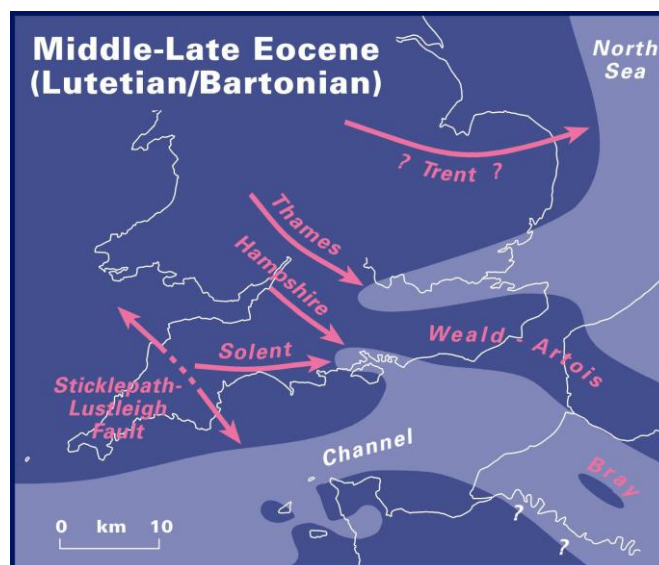 Middle-Late Eocene
(Lutetian/Bartonian)
North
Sea
? Trent ?
Thames
Hampshire
Solent
Weald - Artois
Sticklepath-
Lustleigh
Fault
Channel
Bray
0 km 10
?
?